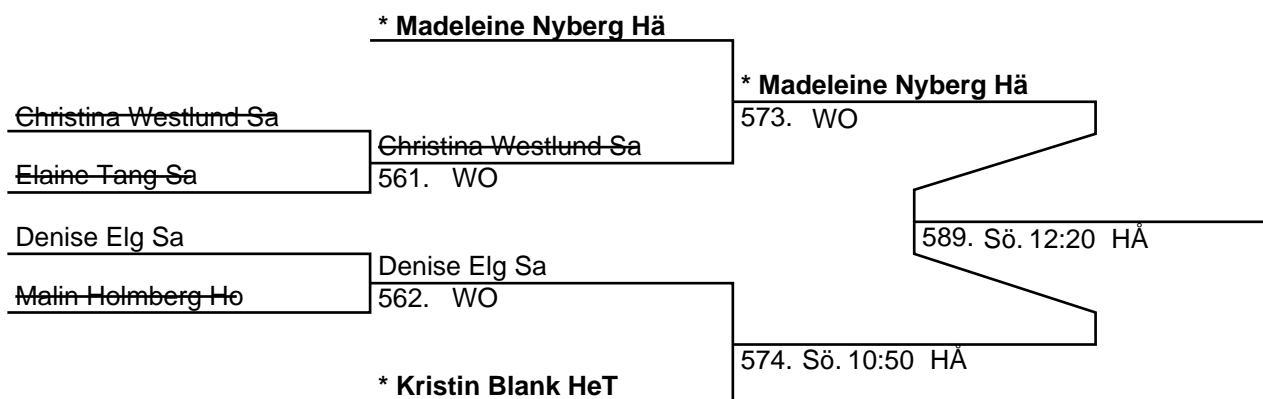 * Madeleine Nyberg Hä
* Madeleine Nyberg Hä
Christina Westlund Sa
573. WO
Christina Westlund Sa
Elaine Tang Sa
561. WO
Denise Elg Sa
589. Sö. 12:20 HÅ
Denise Elg Sa
Malin Holmberg Ho
562. WO
574. Sö. 10:50 HÅ
* Kristin Blank HeT